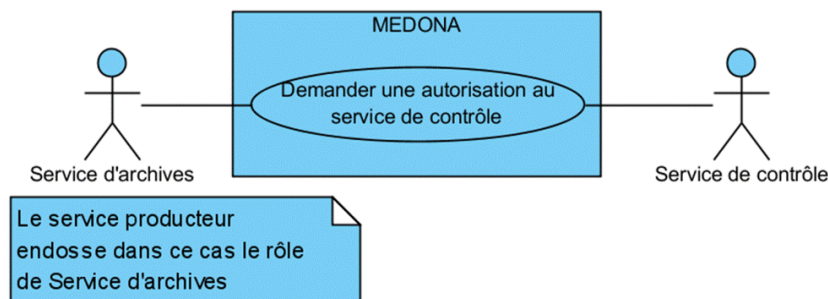 MEDONA
Demander une autorisation au
service de contrôle
Service d'archives
Service de contrôle
Le service producteur
endosse dans ce cas le rôle
de Service d'archives